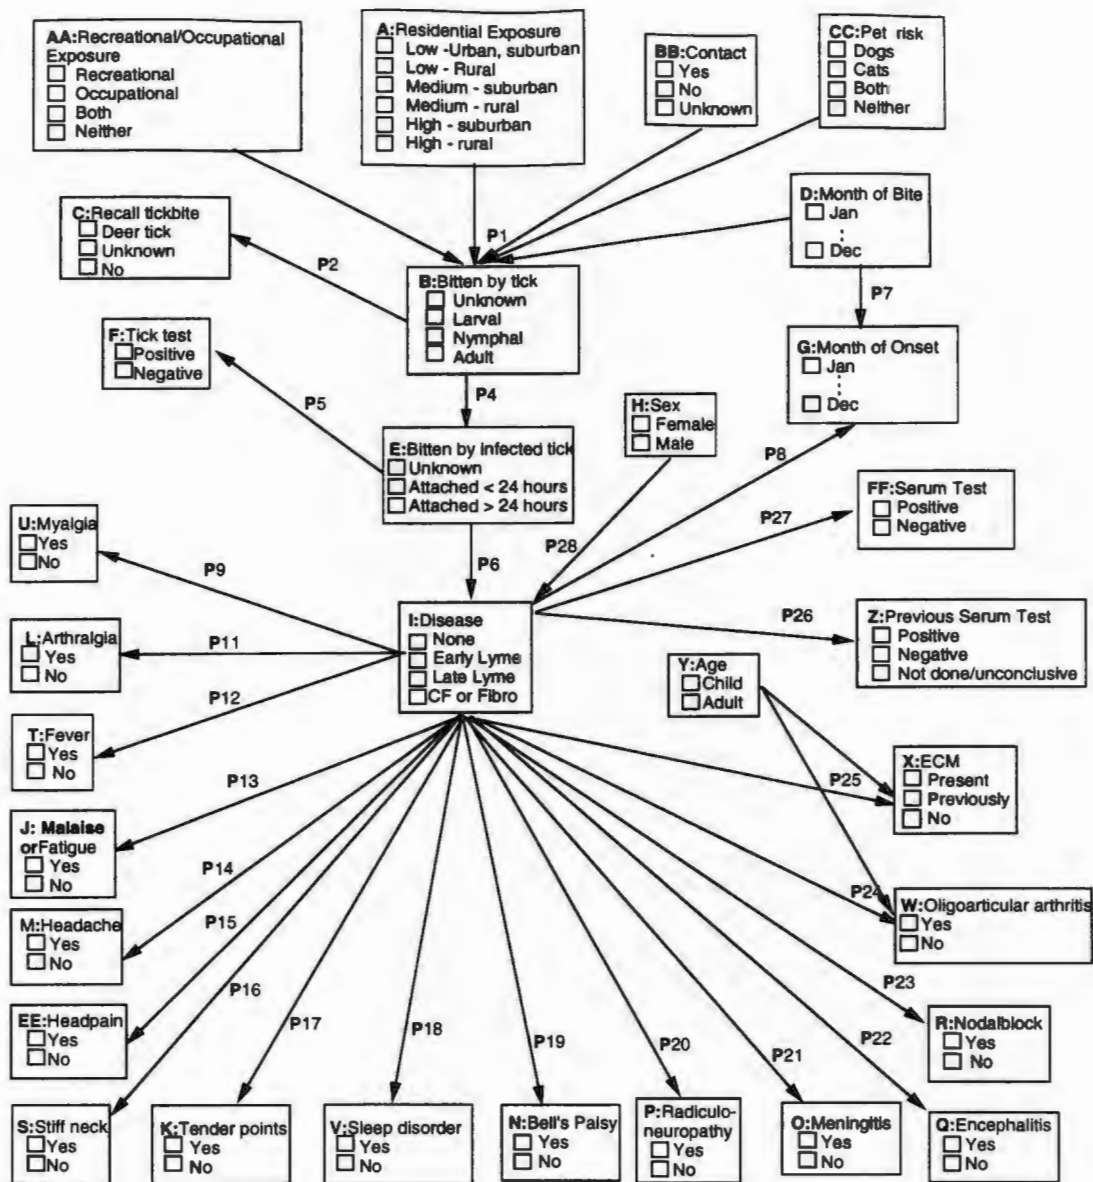 AA:Recreational/Occupational
Exposure
Recreational
Occupational
Both
Neither
A:Residential Exposure
Low -Urban, suburban
Low - Rural
Medium - suburban
Medium - rural
High - suburban
High - rural
BB:Contact
Yes
No
Unknown
CC:Pet risk
Dogs
Cats
Both
Neither
C:Recall tickbite
Deer tick
Unknown
No
P2
P1
D:Month of Bite
Jan
Dec
P7
B:Bitten by tick
Unknown
Larval
Nymphal
Adult
F:Tick test
Positive
Negative
P5
P4
G:Month of Onset
Jan
Dec
H:Sex
Female
Male
P8
E:Bitten by infected tick
Unknown
Attached < 24 hours
Attached > 24 hours
FF:Serum Test
Positive
Negative
P27
P28
P6
U:Myalgia
Yes
No
P9
L:Arthralgia
Yes
No
P11
P12
I:Disease
None
Early Lyme
Late Lyme
CF or Fibro
P26
Z:Previous Serum Test
Positive
Negative
Not done/unconclusive
Y:Age
Child
Adult
T:Fever
Yes
No
P13
P25
X:ECM
Present
Previously
No
J: Malaise
orFatigue
Yes
No
P14
P15
P24
W:Oligoarticular arthritis
Yes
No
M:Headache
Yes
No
P16
P23
EE:Headpain
Yes
No
P17
P18
P19
P20
P21
P22
R:Nodalblock
Yes
No
S:Stiff neck
Yes
No
K:Tender points
Yes
No
V:Sleep disorder
Yes
No
N:Bell's Palsy
Yes
No
P:Radiculo-
neuropathy
Yes
No
O:Meningitis
Yes
No
Q:Encephalitis
Yes
No